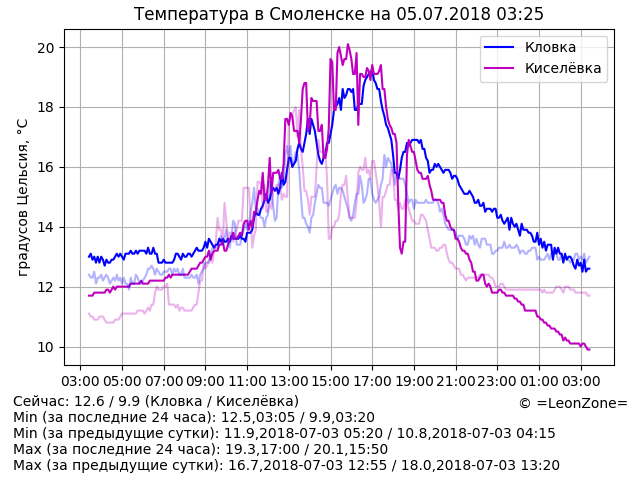 Температура в Смоленске на 05.07.2018 03:25
Кловка
Киселёвка
градусов Цельсия, °C
20
18
16
14
12
10
03:00 05:00 07:00 09:00 11:00 13:00 15:00 17:00 19:00 21:00 23:00 01:00 03:00
Сейчас: 12.6 / 9.9 (Кловка / Киселёвка)
© =LeonZone=
Min (за последние 24 часа): 12.5,03:05 / 9.9,03:20
Min (за предыдущие сутки): 11.9,2018-07-03 05:20 / 10.8,2018-07-03 04:15
Max (за последние 24 часа): 19.3,17:00 / 20.1,15:50
Max (за предыдущие сутки): 16.7,2018-07-03 12:55 / 18.0,2018-07-03 13:20